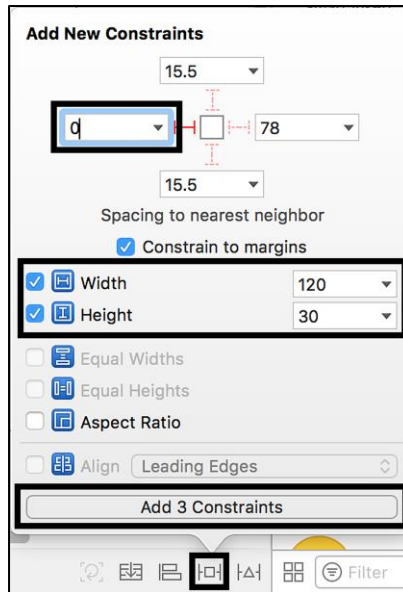 Add New Constraints
15.5
0
78
15.5
Spacing to nearest neighbor
Constrain to margins
Width 120
Height 30
Equal Widths
Equal Heights
Aspect Ratio
Align Leading Edges
Add 3 Constraints
Filter